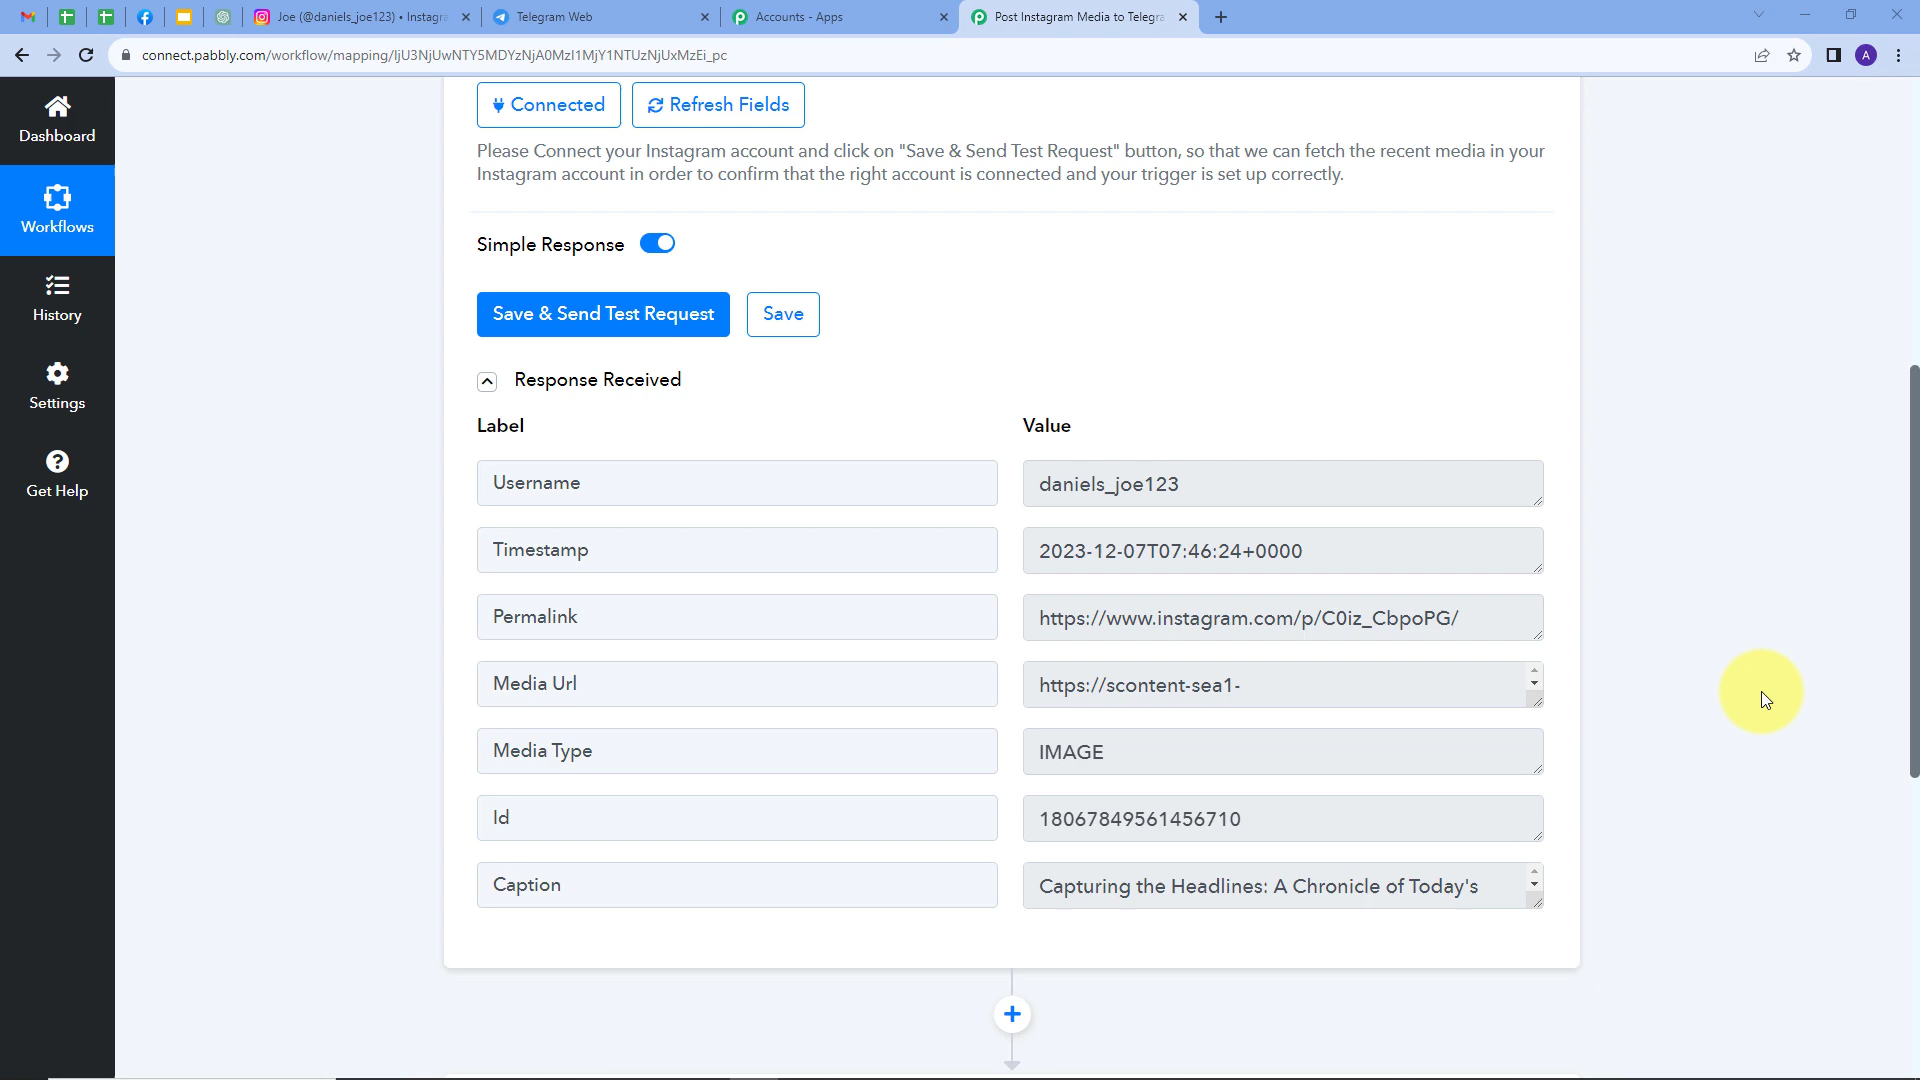 Joe (@daniels_joe123) • Instagra
Telegram Web
Accounts - Apps
Post Instagram Media to Telegra
connect.pabbly.com/workflow/mapping/IjU3NjUwNTY5MDYzNjA0MzI1MjY1NTUzNjUxMzEi_pc
A
Dashboard
Workflows
History
Settings
Get Help
Connected
Refresh Fields
Please Connect your Instagram account and click on "Save & Send Test Request" button, so that we can fetch the recent media in your
Instagram account in order to confirm that the right account is connected and your trigger is set up correctly.
Simple Response
Save & Send Test Request
Save
Response Received
Label
Value
Username
daniels_joe123
Timestamp
2023-12-07T07:46:24+0000
Permalink
https://www.instagram.com/p/C0iz_CbpoPG/
Media Url
https://scontent-sea1-
Media Type
IMAGE
Id
18067849561456710
Caption
Capturing the Headlines: A Chronicle of Today's